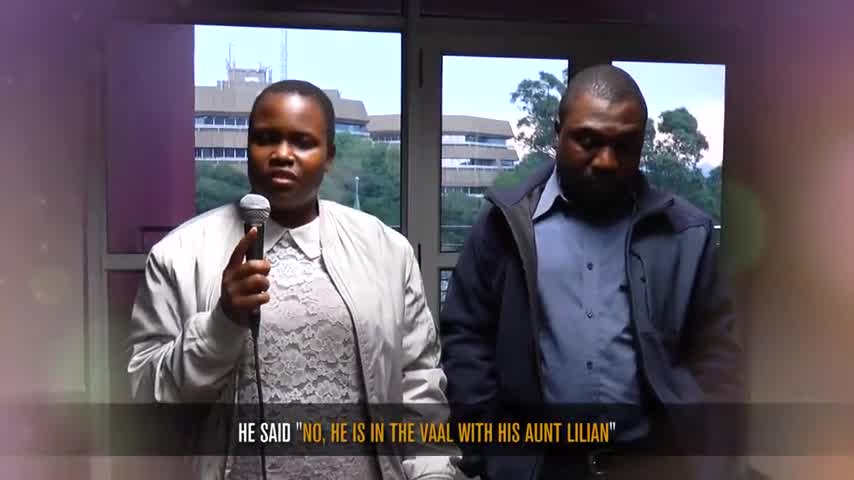 HE SAID "NO, HE IS IN THE VAAL WITH HIS AUNT LILIAN"